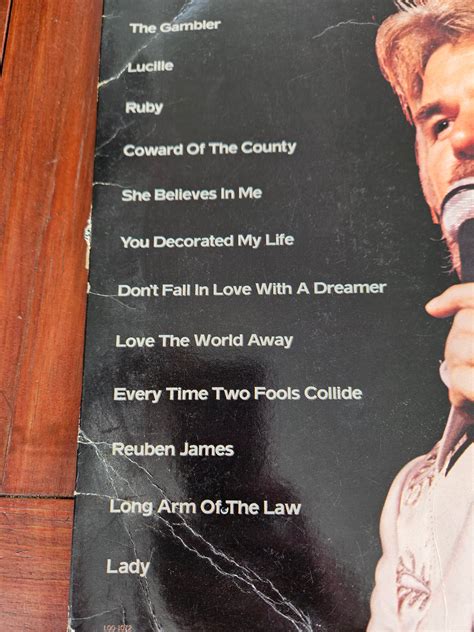 The Gambler
Lucille
Ruby
Coward Of The County
She Believes In Me
You Decorated My Life
Don't Fall In Love With A Dreamer
Love The World Away
Every Time Two Fools Collide
Reuben James
Long Arm Of The Law
Lady